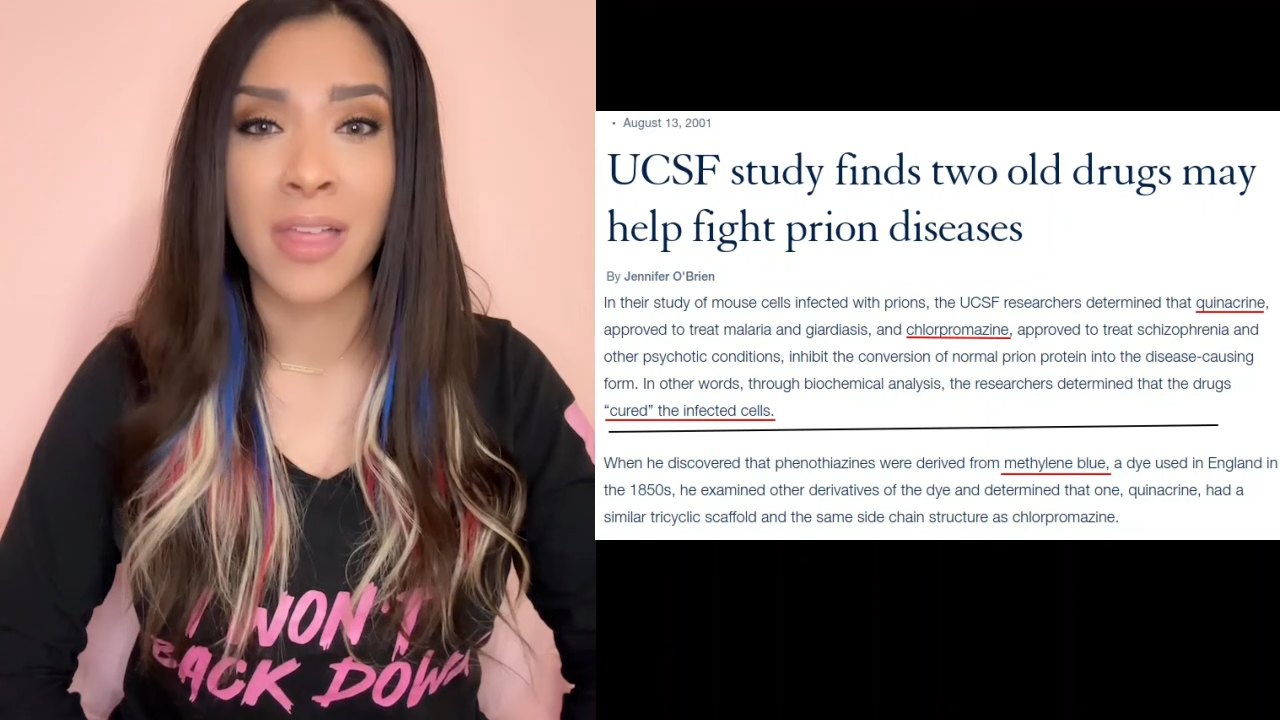 I WON'T
BACK DOWN
• August 13, 2001
UCSF study finds two old drugs may
help fight prion diseases
By Jennifer O'Brien
In their study of mouse cells infected with prions, the UCSF researchers determined that quinacrine,
approved to treat malaria and giardiasis, and chlorpromazine, approved to treat schizophrenia and
other psychotic conditions, inhibit the conversion of normal prion protein into the disease-causing
form. In other words, through biochemical analysis, the researchers determined that the drugs
“cured” the infected cells.
When he discovered that phenothiazines were derived from methylene blue, a dye used in England in
the 1850s, he examined other derivatives of the dye and determined that one, quinacrine, had a
similar tricyclic scaffold and the same side chain structure as chlorpromazine.